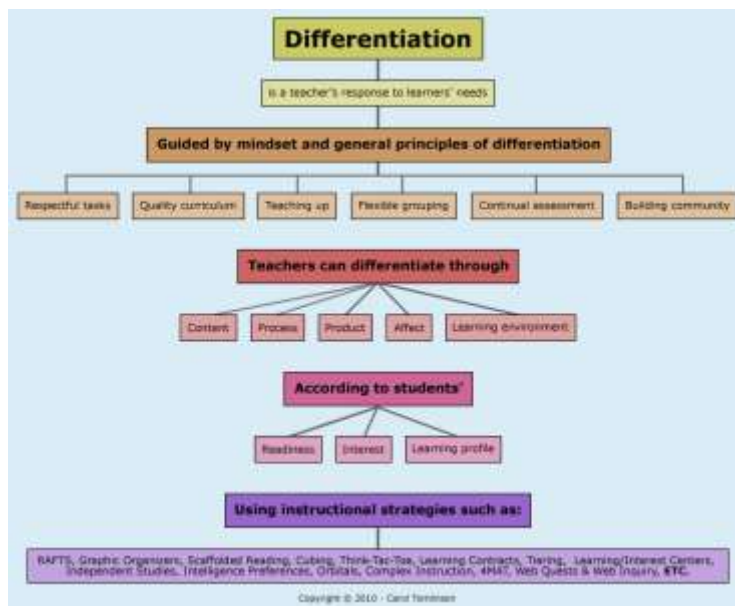 Differentiation
is a teacher's response to learners' needs
Guided by mindset and general principles of differentiation
Respectful tasks Quality curriculum Teaching up Flexible grouping Continual assessment Building community
Teachers can differentiate through
Content Process Product Affect Learning environment
According to students'
Readiness Interest Learning profile
Using instructional strategies such as:
RAFTS, Graphic Organizers, Scaffolded Reading, Cubing, Think-Tac-Toe, Learning Contracts, Tiering, Learning/Interest Centers,
Independent Studies, Intelligence Preferences, Orbitals, Complex Instruction, 4MAT, Web Quests & Web Inquiry, ETC.
Copyright © 2010 - Carol Tomlinson